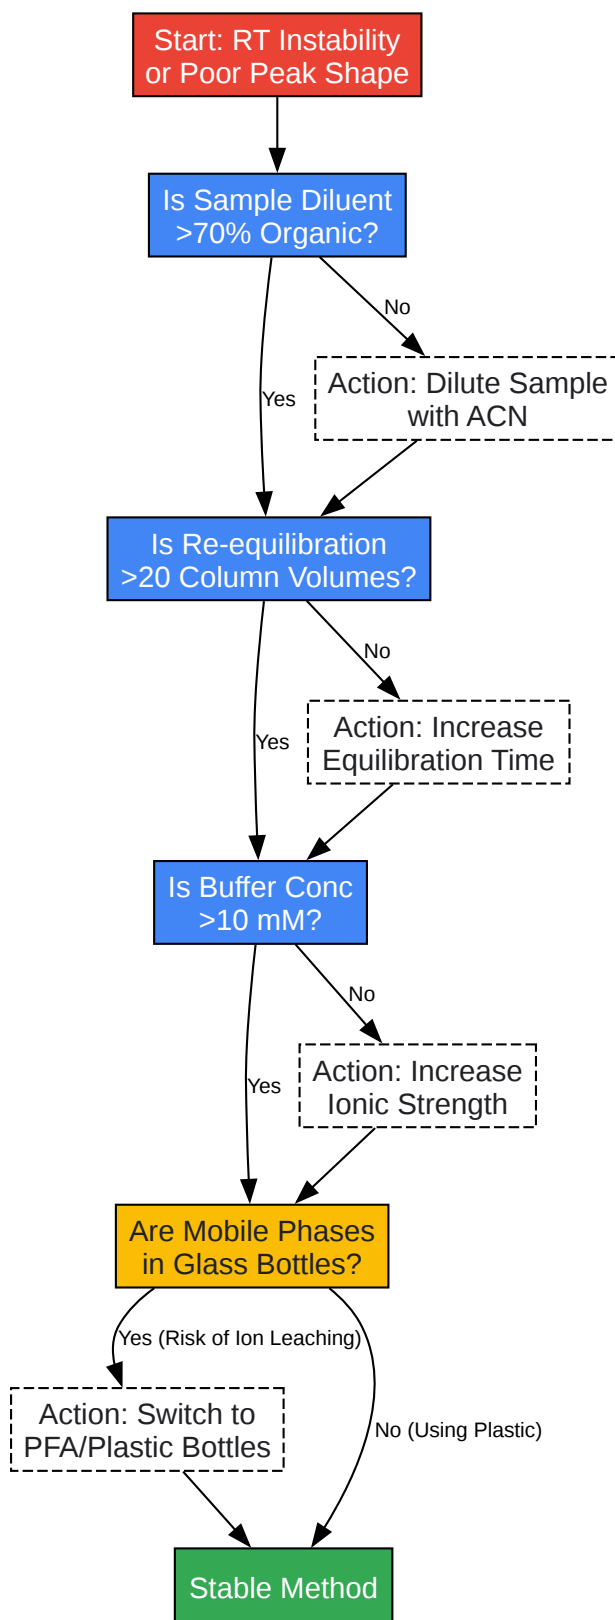 Start: RT Instability
or Poor Peak Shape
Is Sample Diluent
>70% Organic?
No
Action: Dilute Sample
with ACN
Yes
Is Re-equilibration
>20 Column Volumes?
No
Action: Increase
Equilibration Time
Yes
Is Buffer Conc
>10 mM?
No
Action: Increase
Ionic Strength
Yes
Are Mobile Phases
in Glass Bottles?
Yes (Risk of Ion Leaching)
Action: Switch to
PFA/Plastic Bottles
No (Using Plastic)
Stable Method